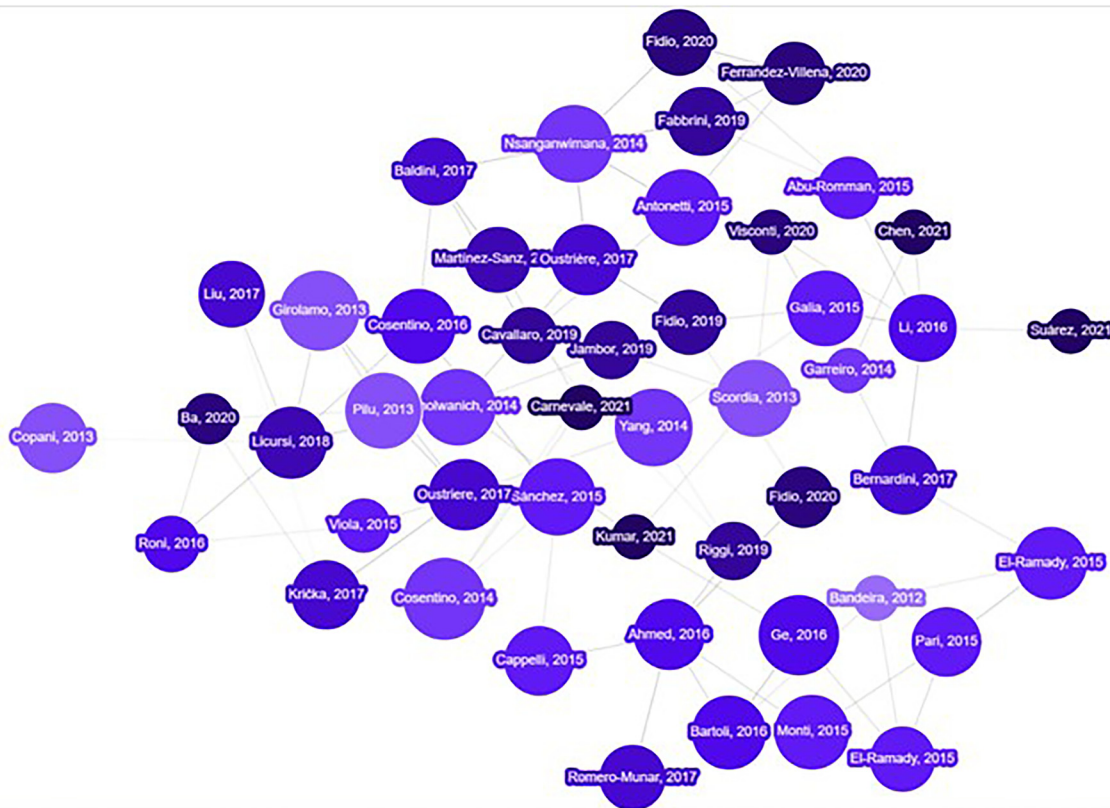 Fidio, 2020
Ferrandez-Villena, 2020
Fabbrini, 2019
Nsanganwimana, 2014
Baldini, 2017
Abu-Romman, 2015
Antonetti, 2015
Visconti, 2020
Chen, 2021
Martínez-Sanz, 2
Oustrière, 2017
Liu, 2017
Girolamo, 2013
Galia, 2015
Cosentino, 2016
Fidio, 2019
Li, 2016
Suárez, 2021
Cavallaro, 2019
Jambor, 2019
Garreiro, 2014
Scordia, 2013
Pilu, 2013
olwanich, 2014
Carnevale, 2021
Ba, 2020
Yang, 2014
Copani, 2013
Licursi, 2018
Bernardini, 2017
Oustriere, 2017
Sánchez, 2015
Fidio, 2020
Viola, 2015
Kumar, 2021
Roni, 2016
Riggi, 2019
El-Ramady, 2015
Krička, 2017
Cosentino, 2014
Bandeira, 2012
Ahmed, 2016
Ge, 2016
Pari, 2015
Cappelli, 2015
Bartoli, 2016
Monti, 2015
El-Ramady, 2015
Romero-Munar, 2017